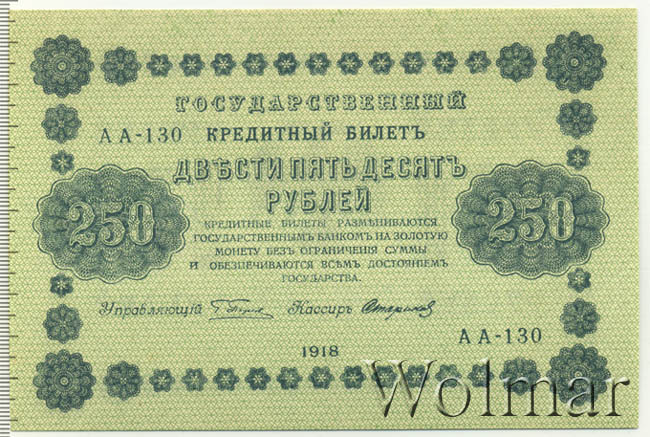 ГОСУДАРСТВЕННЫЙ
АА-130 КРЕДИТНЫЙ БИЛЕТЪ
ДВѢСТИ ПЯТЬДЕСЯТЪ
РУБЛЕЙ
250 250
КРЕДИТНЫЕ БИЛЕТЫ РАЗМѢНИВАЮТСЯ
ГОСУДАРСТВЕННЫМЪ БАНКОМЪ НА ЗОЛОТУЮ
МОНЕТУ БЕЗЪ ОГРАНИЧЕНІЯ СУММЫ
И ОБЕЗПЕЧИВАЮТСЯ ВСѢМЪ ДОСТОЯНІЕМЪ
ГОСУДАРСТВА.
Управляющій Кассиръ
АА-130
1918
Wolmar